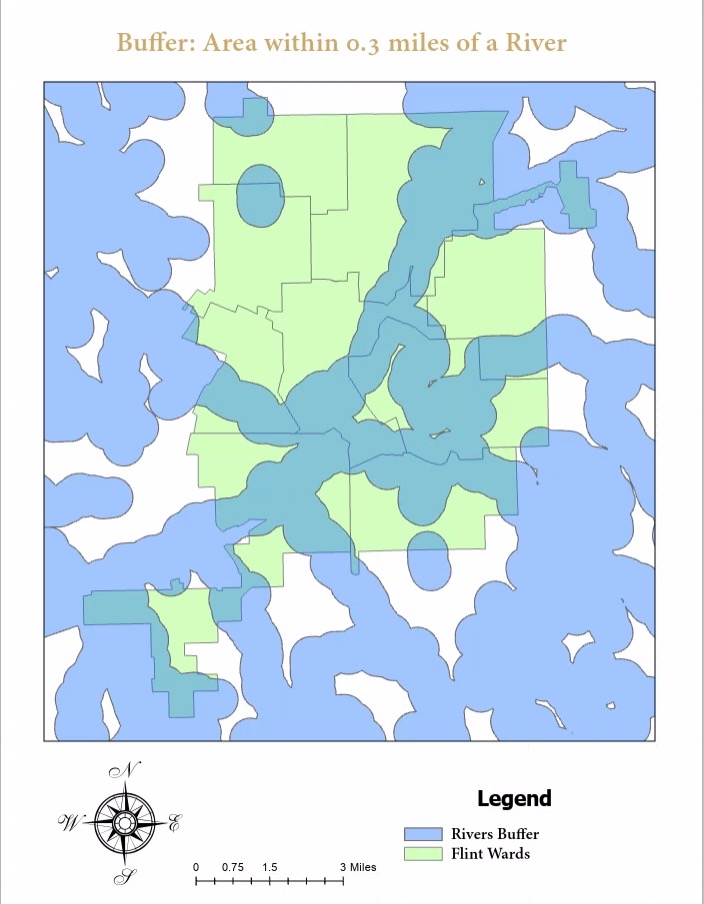 Buffer: Area within 0.3 miles of a River
N
W
E
S
Legend
Rivers Buffer
Flint Wards
0 0.75 1.5 3 Miles